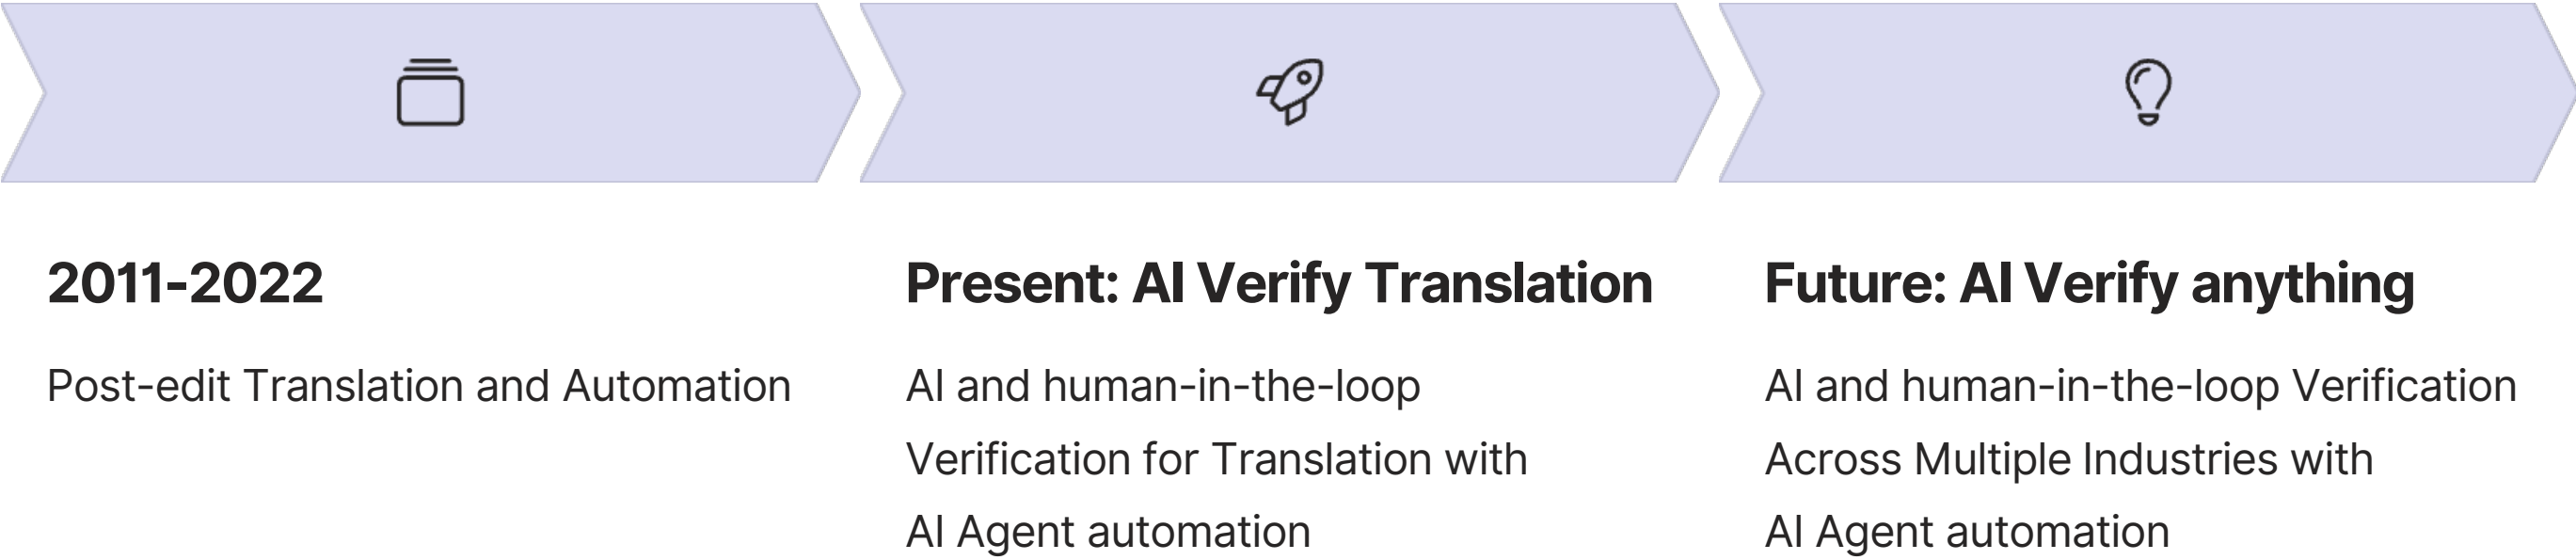 2011-2022
Post-edit Translation and Automation
Present: AI Verify Translation
AI and human-in-the-loop
Verification for Translation with
AI Agent automation
Future: AI Verify anything
AI and human-in-the-loop Verification
Across Multiple Industries with
AI Agent automation